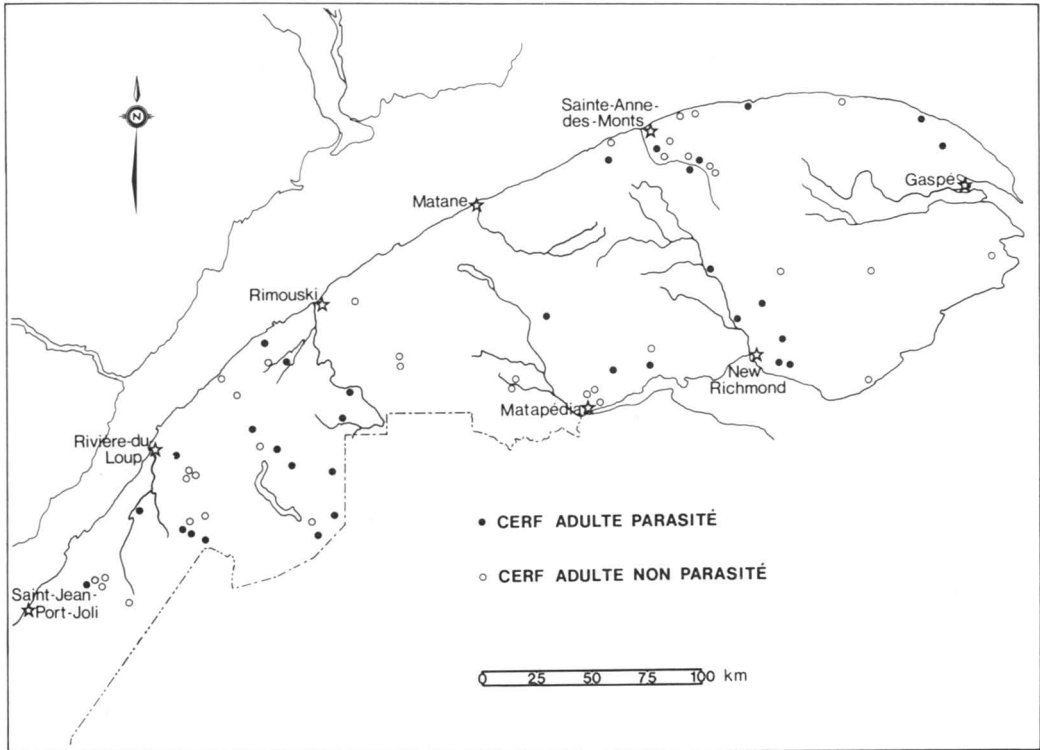 N
Sainte-Anne-
des-Monts
Gaspé
Matane
Rimouski
New
Richmond
Matapédia
Rivière-du
Loup
CERF ADULTE PARASITÉ
CERF ADULTE NON PARASITÉ
Saint-Jean-
Port-Joli
0 25 50 75 100 km